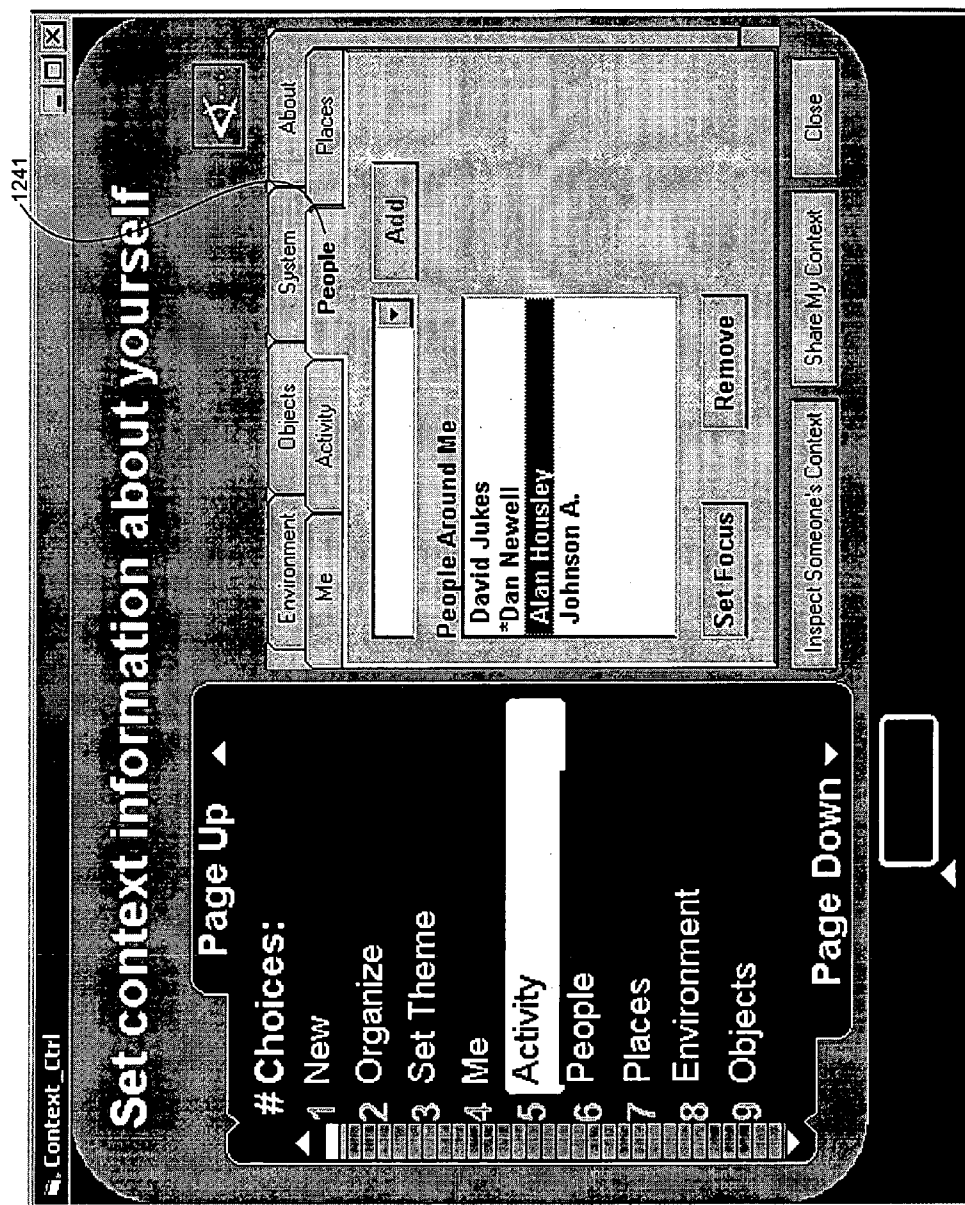 1241
Context_Ctrl
Set context information about yourself
Page Up
# Choices:
1 New
2 Organize
3 Set Theme
4 Me
5 Activity
6 People
7 Places
8 Environment
9 Objects
Page Down
Environment Objects System About
Me Activity People Places
Add
People Around Me
David Jukes
*Dan Newell
Alan Housley
Johnson A.
Set Focus Remove
Inspect Someone's Context Share My Context Close